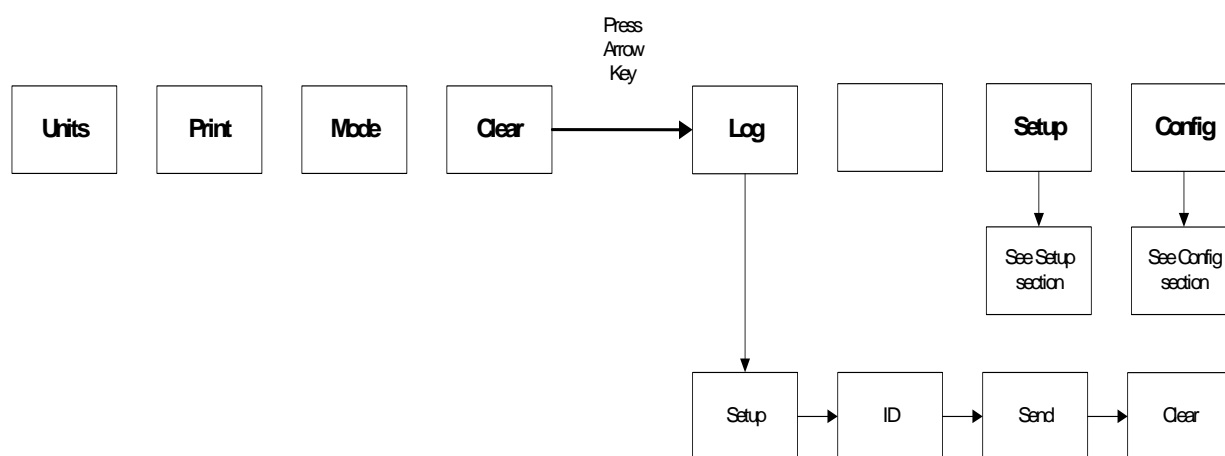 Press
Arrow
Key
Units
Print
Mode
Clear
Log
Setup
Config
See Setup
section
See Config
section
Setup
ID
Send
Clear